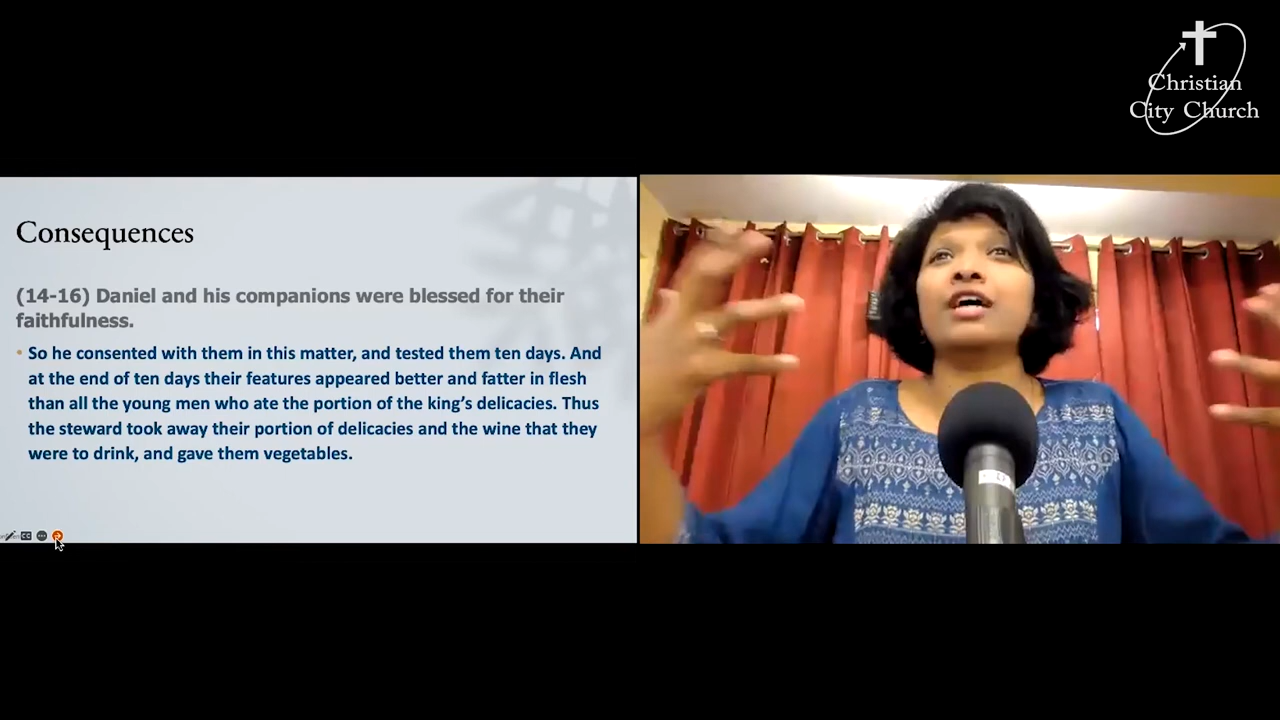 Christian
City Church
Consequences
(14-16) Daniel and his companions were blessed for their
faithfulness.
• So he consented with them in this matter, and tested them ten days. And
at the end of ten days their features appeared better and fatter in flesh
than all the young men who ate the portion of the king’s delicacies. Thus
the steward took away their portion of delicacies and the wine that they
were to drink, and gave them vegetables.
CC